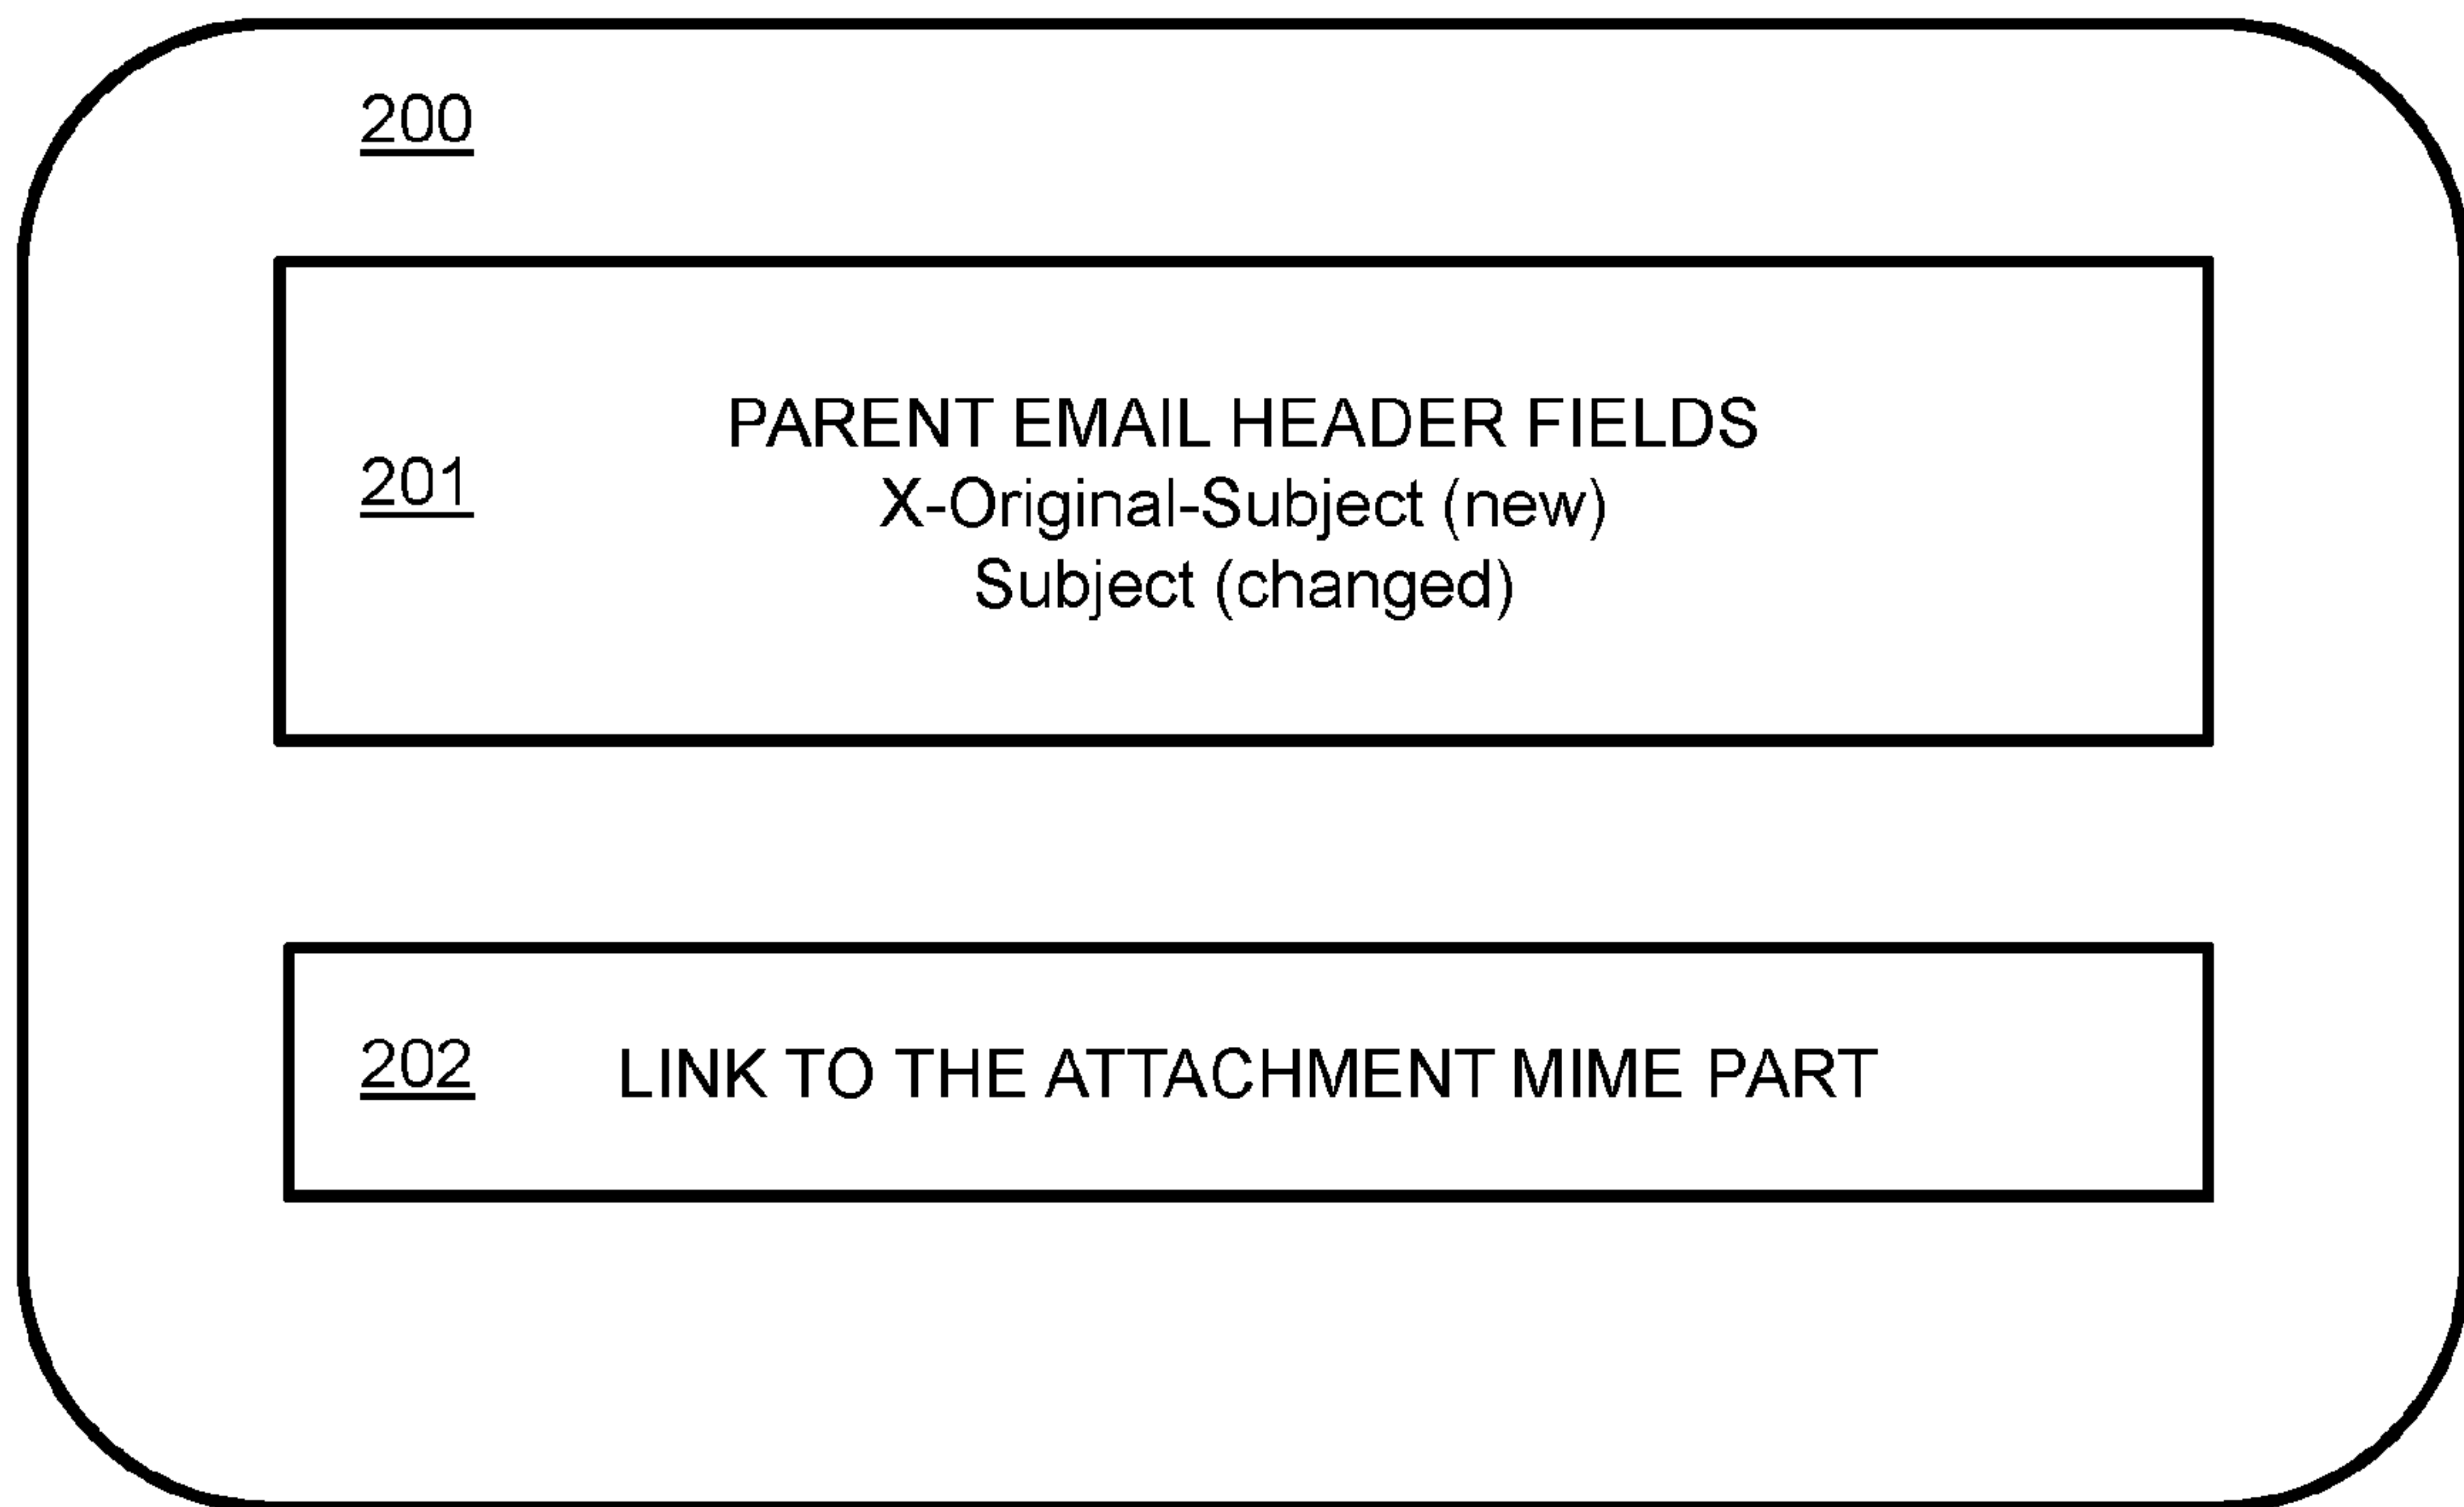 200
PARENT EMAIL HEADER FIELDS
201
X-Original-Subject (new)
Subject (changed)
202 LINK TO THE ATTACHMENT MIME PART